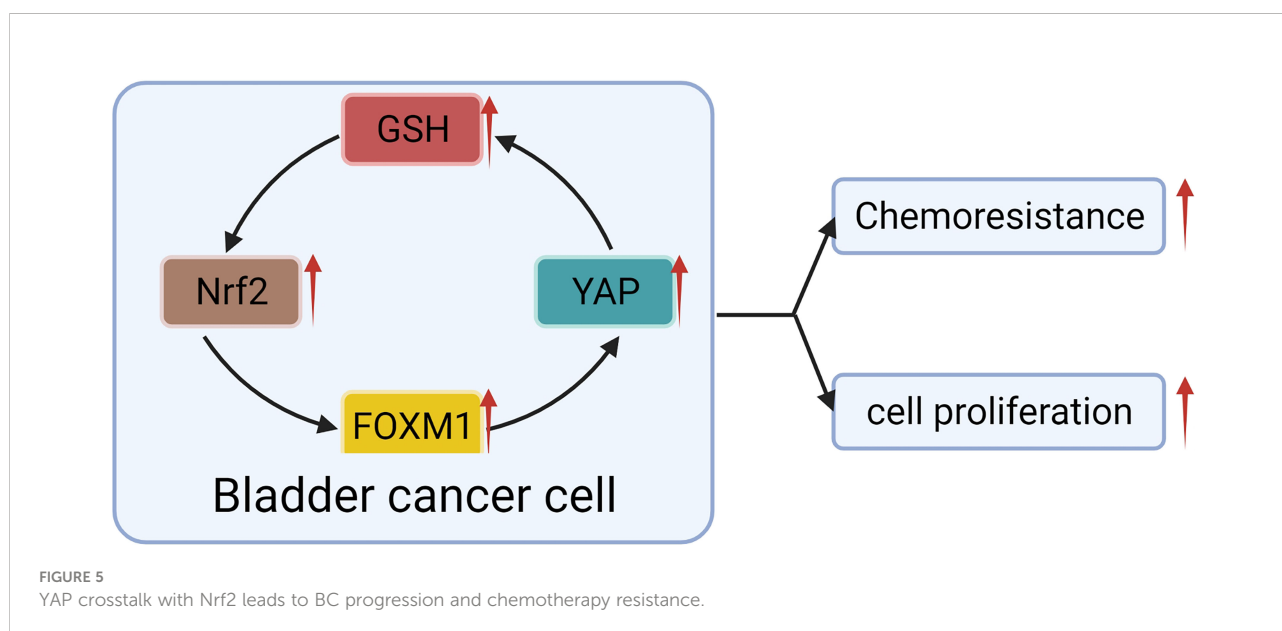 GSH
Nrf2
YAP
FOXM1
Bladder cancer cell
Chemoresistance
cell proliferation
FIGURE 5
YAP crosstalk with Nrf2 leads to BC progression and chemotherapy resistance.